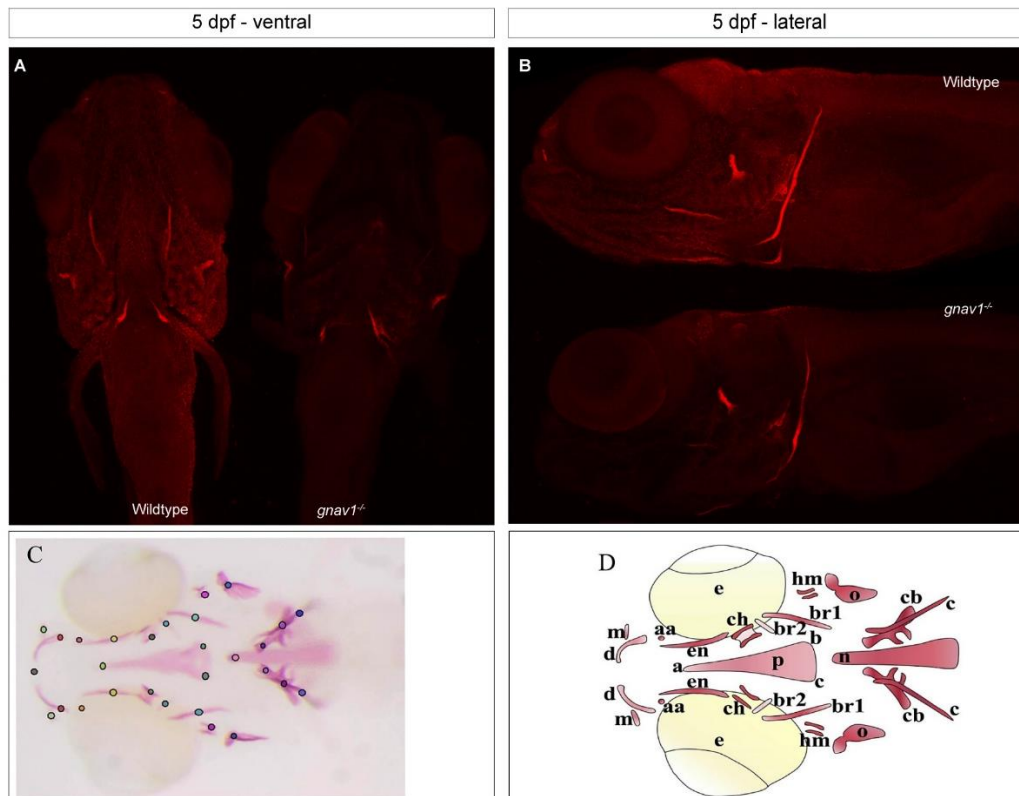 5 dpf - ventral
5 dpf - lateral
A
Wildtype
gnav1-/-
B
Wildtype
gnav1-/-
C
D
e
hm
o
cb
c
m
d
aa
ch
br1
br2
b
en
a
p
n
c
en
d
m
aa
ch
br2
br1
hm
o
cb
c
e